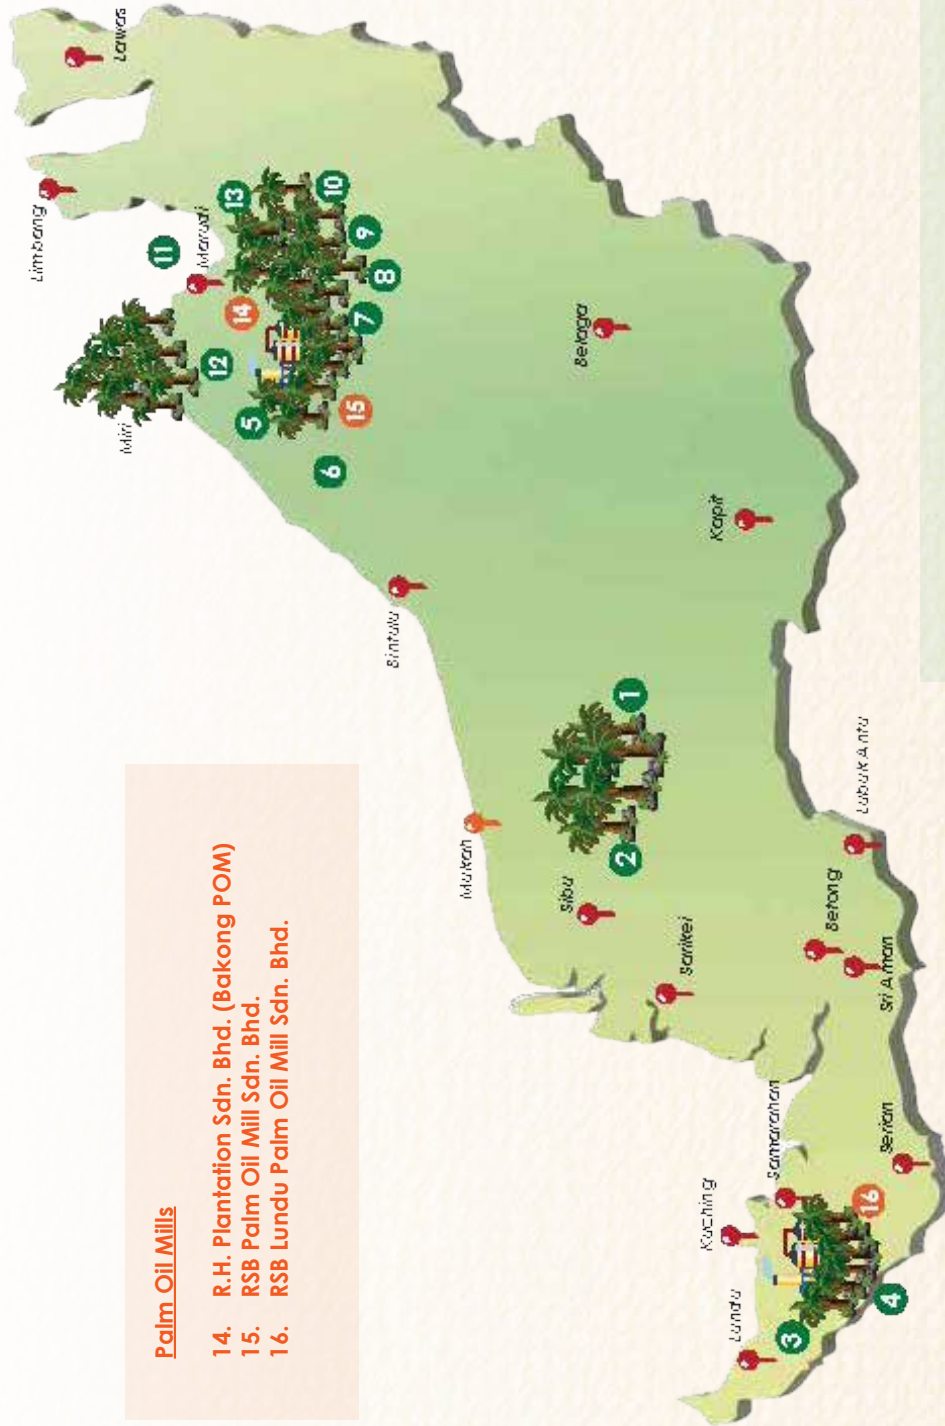 Palm Oil Mills
14. R.H. Plantation Sdn. Bhd. (Bakong POM)
15. RSB Palm Oil Mill Sdn. Bhd.
16. RSB Lundu Palm Oil Mill Sdn. Bhd.
Lawas
Limbang
11
Marudi
13
10
9
8
7
14
12
Miri
5
15
6
Belaga
Bintulu
Kapit
1
Mukah
2
Sibu
Sarikei
Lubuk Antu
Betong
Sri Aman
Samarahan
Serian
Kuching
16
Lundu
3
4